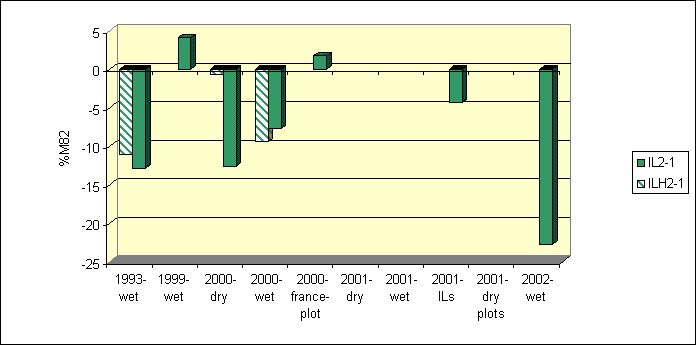 5
0
-5
-10
-15
-20
-25
%M82
1993-
wet
1999-
wet
2000-
dry
2000-
wet
2000-
france-
plot
2001-
dry
2001-
wet
2001-
ILs
2001-
dry
plots
2002-
wet
IL2-1
ILH2-1